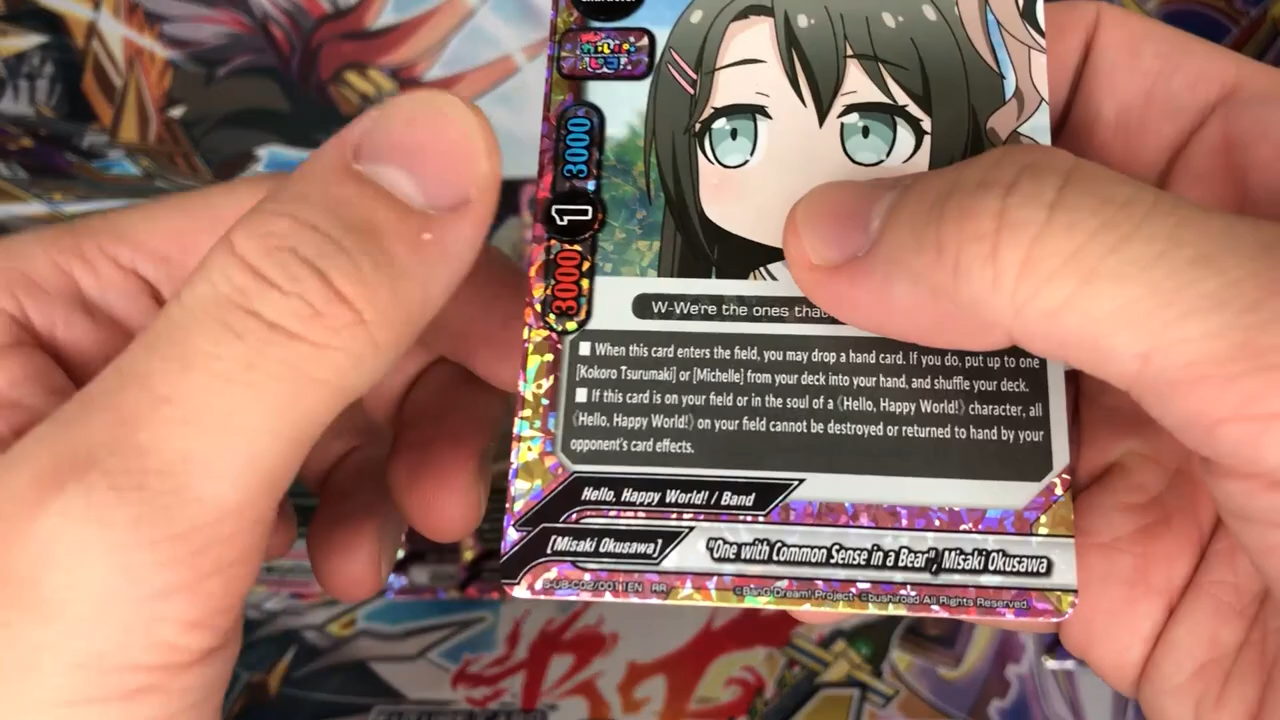 ガルパ☆
ピコ
3000
1
3000
W-We're the ones that
■ When this card enters the field, you may drop a hand card. If you do, put up to one
[Kokoro Tsurumaki] or [Michelle] from your deck into your hand, and shuffle your deck.
■ If this card is on your field or in the soul of a 《Hello, Happy World!》 character, all
《Hello, Happy World!》 on your field cannot be destroyed or returned to hand by your
opponent's card effects.
Hello, Happy World! / Band
[Misaki Okusawa]
"One with Common Sense in a Bear", Misaki Okusawa
S-UB-C02/0011EN RR
©BanG Dream! Project ©bushiroad All Rights Reserved.